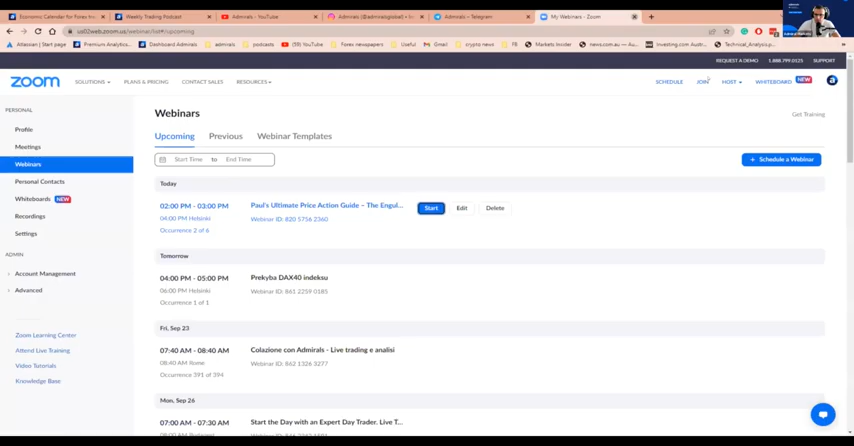 Economic Calendar for Forex Inv
Weekly Trading Podcast
Admirals - YouTube
Admirals (@admiralsglobal)
Admirals – Telegram
My Webinars - Zoom
us02web.zoom.us/webinar/list#/upcoming
Atlassian | Start page
Premium Analytics...
Dashboard Admirals
admirals
podcasts
(59) YouTube
Forex newspapers
Useful
Gmail
crypto news
FB
Markets Insider
news.com.au — Au...
Investing.com Austr...
Technical_Analysis.p...
REQUEST A DEMO 1.888.799.0125 SUPPORT
zoom SOLUTIONS PLANS & PRICING CONTACT SALES RESOURCES SCHEDULE JOIN HOST WHITEBOARD NEW
PERSONAL
Profile
Meetings
Webinars
Personal Contacts
Whiteboards NEW
Recordings
Settings
ADMIN
Account Management
Advanced
Zoom Learning Center
Attend Live Training
Video Tutorials
Knowledge Base
Webinars
Get Training
Upcoming Previous Webinar Templates
Start Time to End Time
+ Schedule a Webinar
Today
02:00 PM - 03:00 PM Paul's Ultimate Price Action Guide – The Engul... Start Edit Delete
04:00 PM Helsinki Webinar ID: 820 5756 2360
Occurrence 2 of 6
Tomorrow
04:00 PM - 05:00 PM Prekyba DAX40 indeksu
06:00 PM Helsinki Webinar ID: 861 2259 0185
Occurrence 1 of 1
Fri, Sep 23
07:40 AM - 08:40 AM Colazione con Admirals - Live trading e analisi
08:40 AM Rome Webinar ID: 862 1326 3277
Occurrence 391 of 394
Mon, Sep 26
07:00 AM - 07:30 AM Start the Day with an Expert Day Trader. Live T...